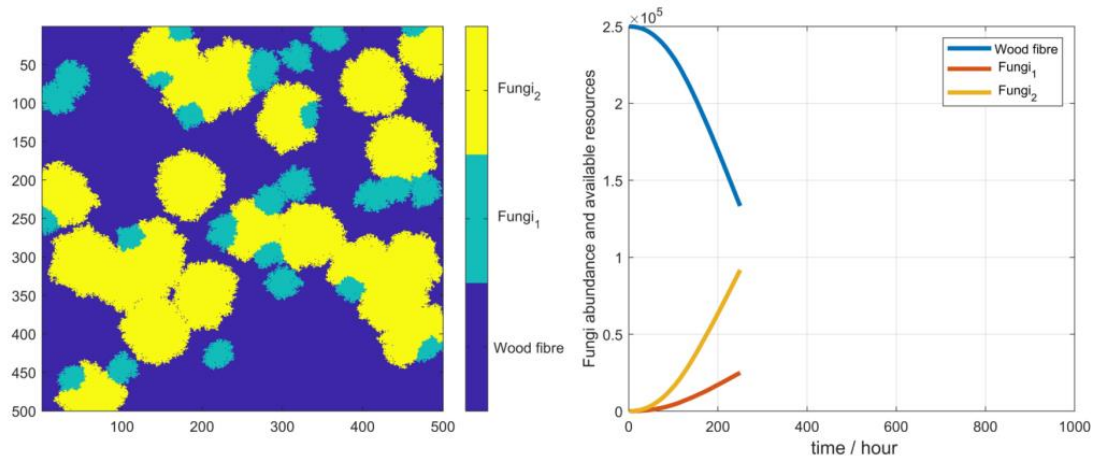 50
100
150
200
250
300
350
400
450
500
100 200 300 400 500
Fungi2
Fungi1
Wood fibre
×10^5
2.5
2
1.5
1
0.5
0
0 200 400 600 800 1000
Fungi abundance and available resources
time / hour
Wood fibre
Fungi1
Fungi2